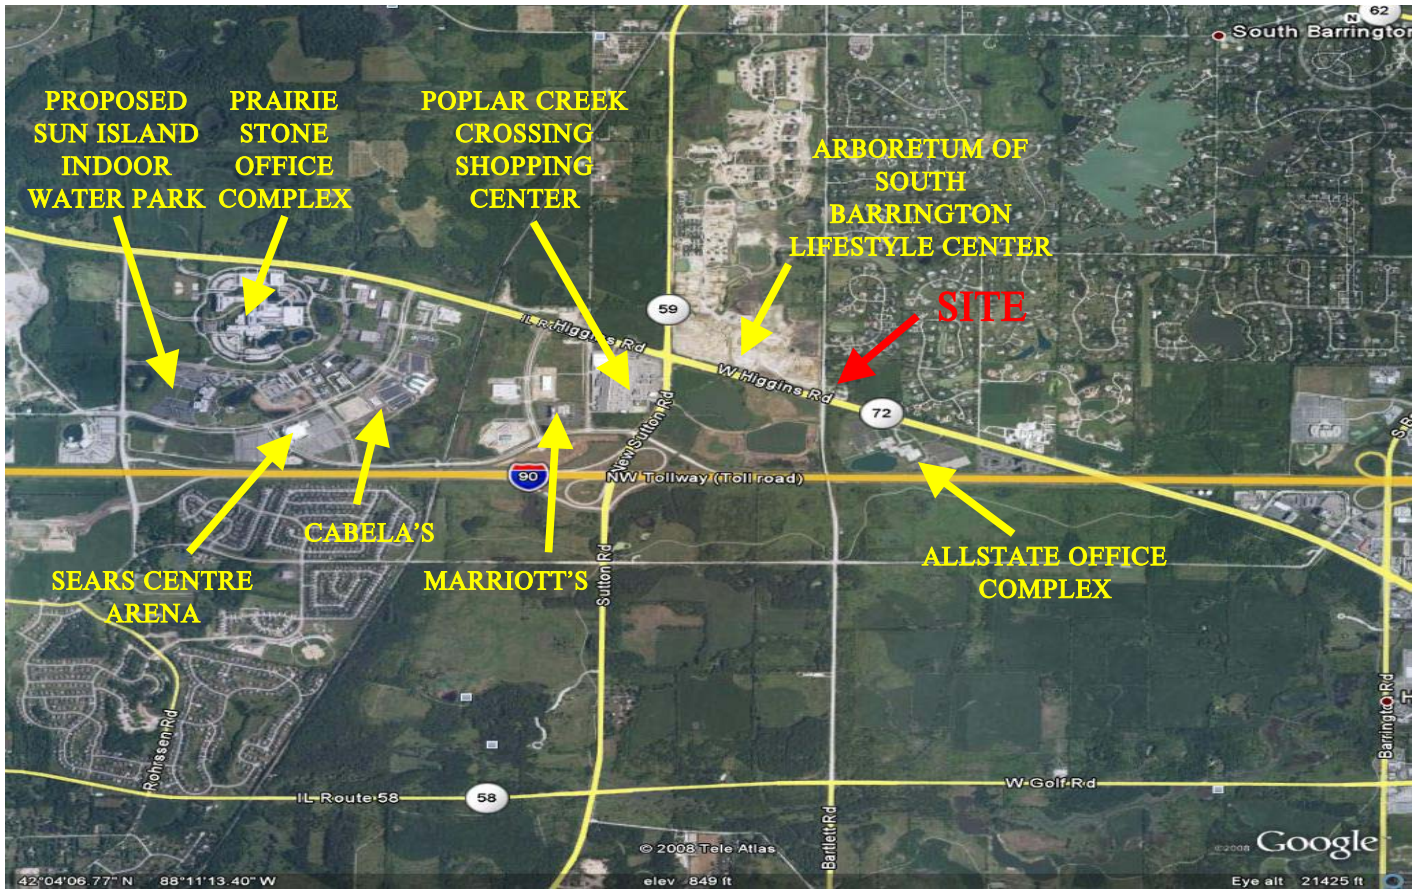 62
N
South Barrington
PROPOSED
SUN ISLAND
INDOOR
WATER PARK
PRAIRIE
STONE
OFFICE
COMPLEX
POPLAR CREEK
CROSSING
SHOPPING
CENTER
ARBORETUM OF
SOUTH
BARRINGTON
LIFESTYLE CENTER
SITE
59
Higgins Rd
W Higgins Rd
72
New Sutton Rd
90
NW Tollway (Toll road)
CABELA'S
SEARS CENTRE
ARENA
MARRIOTT'S
ALLSTATE OFFICE
COMPLEX
Sutton Rd
Rohrssen Rd
Barrington Rd
IL Route 58
58
W Golf Rd
Bartlett Rd
© 2008 Tele Atlas
©2008 Google
42°04'06.77" N 88°11'13.40" W
elev 849 ft
Eye alt 21425 ft